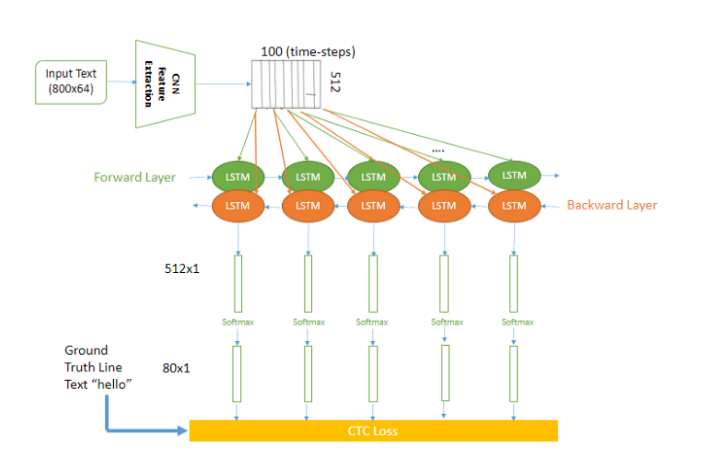 100 (time-steps)
Input Text
(800x64)
CNN
Feature
Extraction
512
....
Forward Layer
LSTM
LSTM
LSTM
LSTM
LSTM
LSTM
LSTM
LSTM
LSTM
LSTM
Backward Layer
512x1
Softmax
Softmax
Softmax
Softmax
Softmax
Ground
Truth Line
Text “hello”
80x1
CTC Loss